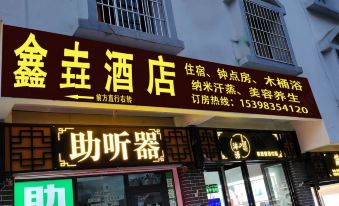 鑫垚酒店
住宿、钟点房、木桶浴
纳米汗蒸、美容养生
订房热线：15398354120
前方直行右转
助听器
助